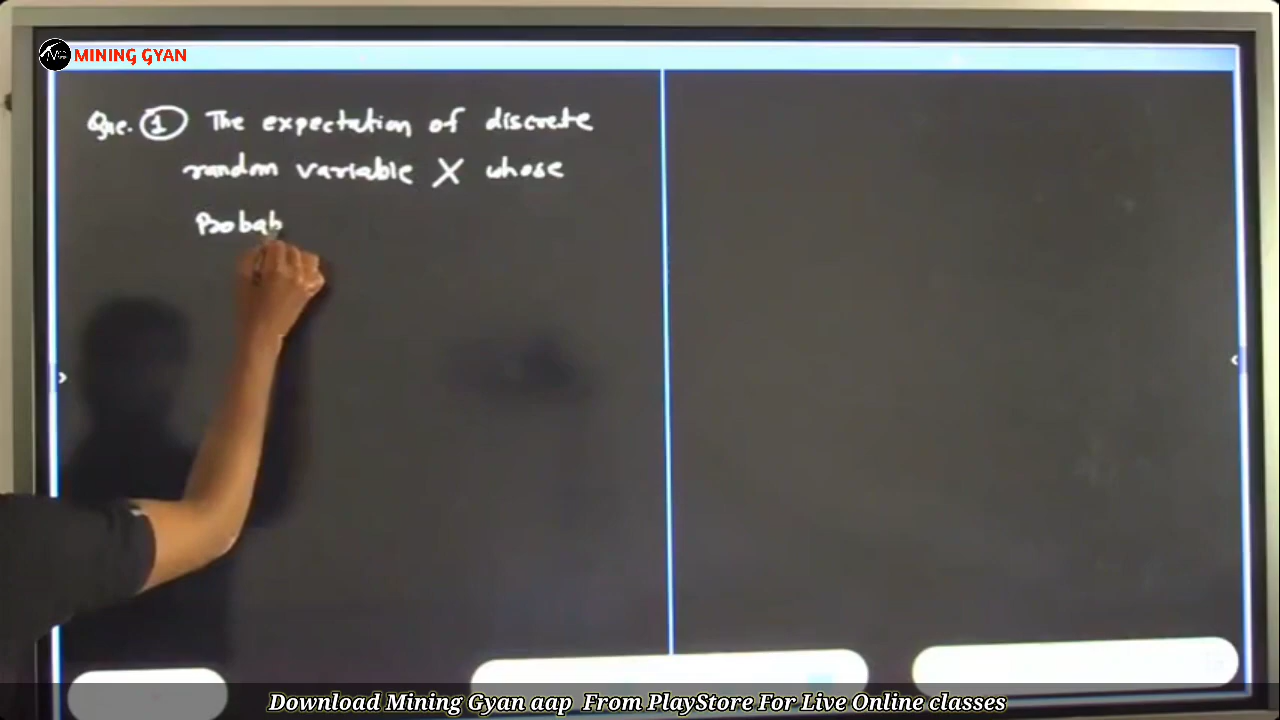 MINING GYAN
Que. 1 The expectation of discrete
random variable X whose
Probab
Download Mining Gyan aap From PlayStore For Live Online classes